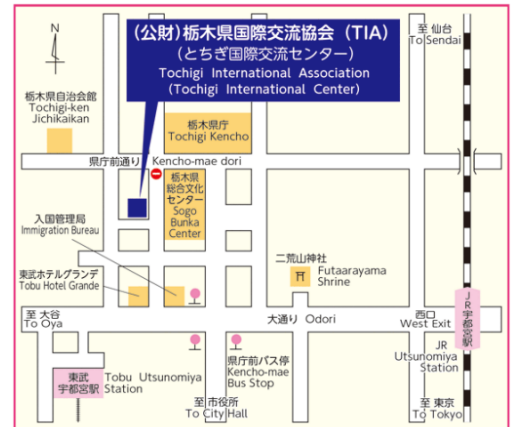 (公財)栃木県国際交流協会(TIA)
(とちぎ国際交流センター)
Tochigi International Association
(Tochigi International Center)
至 仙台
To Sendai
N
栃木県自治会館
Tochigi-ken
Jichikaikan
栃木県庁
Tochigi Kencho
県庁前通り Kencho-mae dori
栃木県
総合文化
センター
Sogo
Bunka
Center
入国管理局
Immigration Bureau
二荒山神社
Futaarayama
Shrine
東武ホテルグランデ
Tobu Hotel Grande
至 大谷
To Oya
大通り Odori
西口
West Exit
JR宇都宮駅
JR
Utsunomiya
Station
県庁前バス停
Kencho-mae
Bus Stop
東武
宇都宮駅
Tobu Utsunomiya
Station
至 市役所
To City Hall
至 東京
To Tokyo